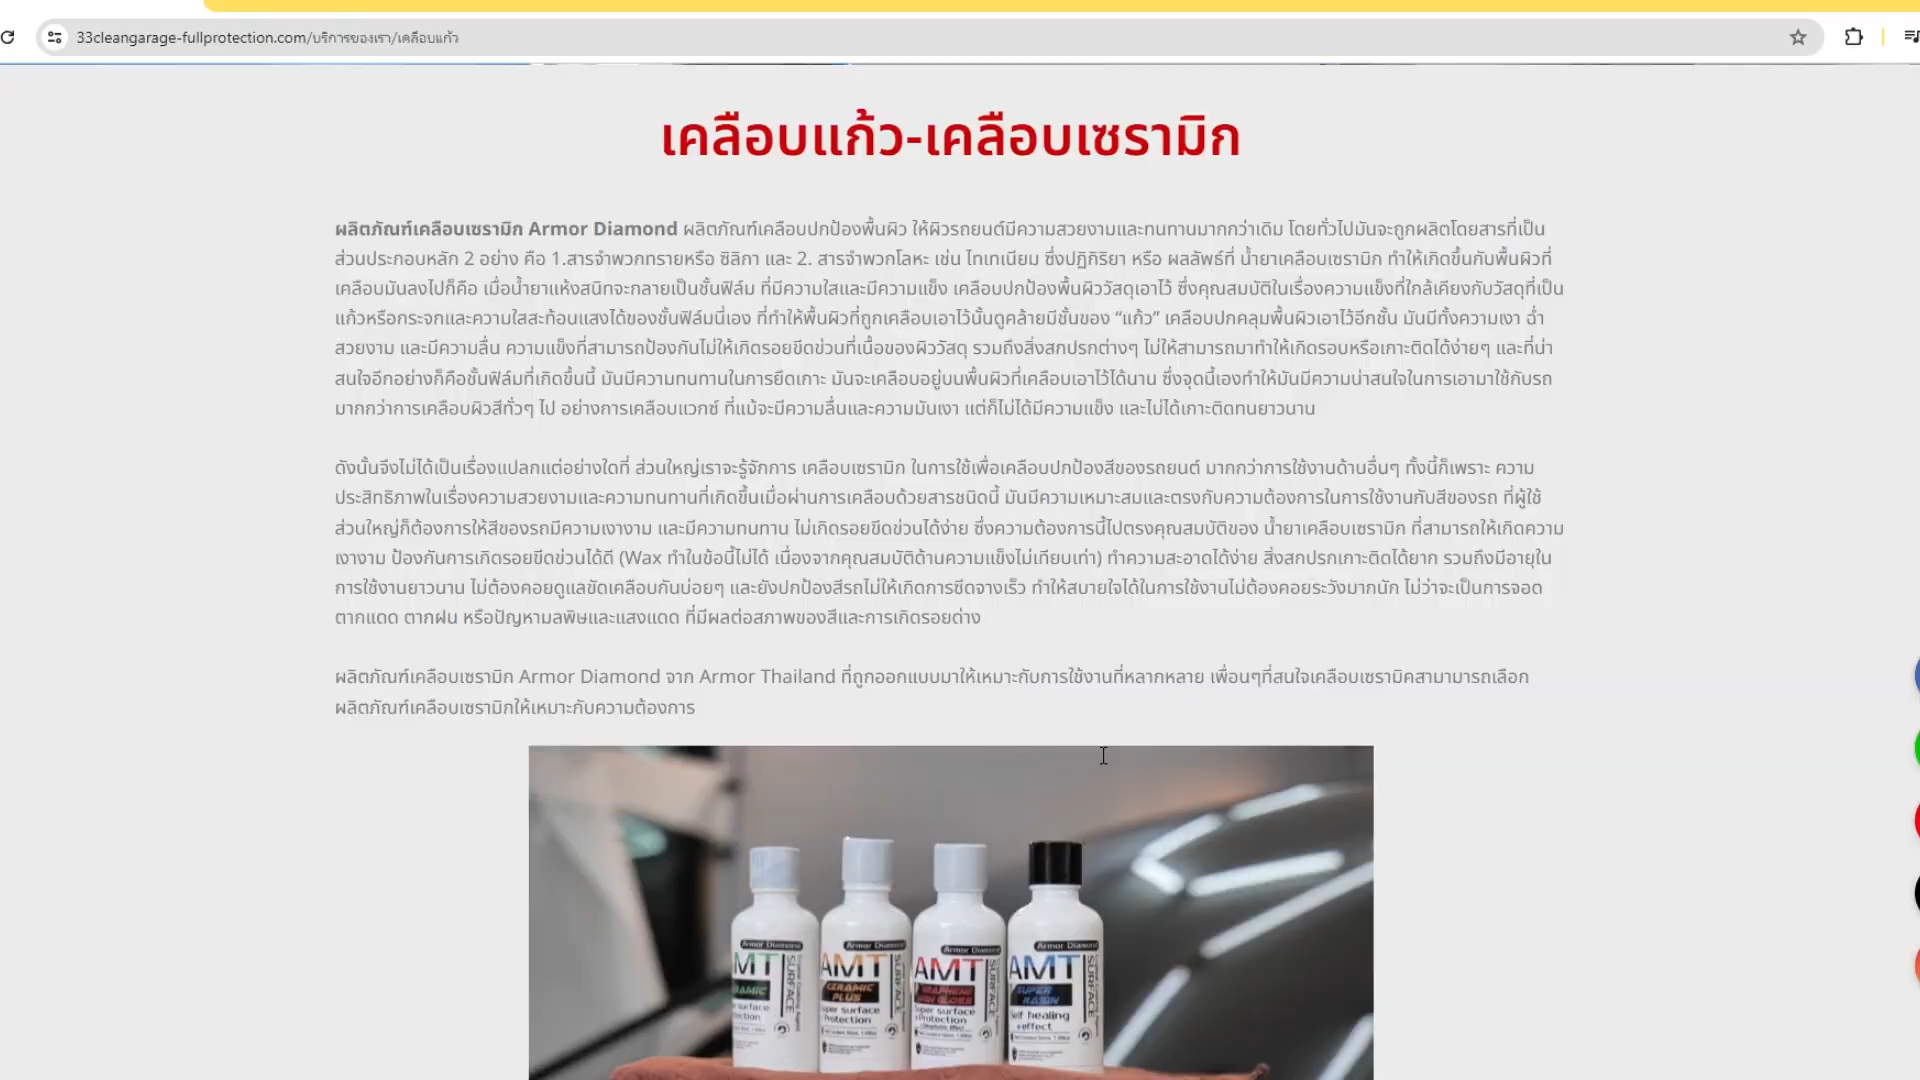 33cleangarage-fullprotection.com/บริการของเรา/เคลือบแก้ว
เคลือบแก้ว-เคลือบเซรามิก
ผลิตภัณฑ์เคลือบเซรามิก Armor Diamond ผลิตภัณฑ์เคลือบปกป้องพื้นผิว ให้ผิวรถยนต์มีความสวยงามและทนทานมากกว่าเดิม โดยทั่วไปมันจะถูกผลิตโดยสารที่เป็น
ส่วนประกอบหลัก 2 อย่าง คือ 1.สารจำพวกทรายหรือ ซิลิกา และ 2. สารจำพวกโลหะ เช่น ไทเทเนียม ซึ่งปฏิกิริยา หรือ ผลลัพธ์ที่ น้ำยาเคลือบเซรามิก ทำให้เกิดขึ้นกับพื้นผิวที่
เคลือบมันลงไปก็คือ เมื่อน้ำยาแห้งสนิทจะกลายเป็นชั้นฟิล์ม ที่มีความใสและมีความแข็ง เคลือบปกป้องพื้นผิววัสดุเอาไว้ ซึ่งคุณสมบัติในเรื่องความแข็งที่ใกล้เคียงกับวัสดุที่เป็น
แก้วหรือกระจกและความใสสะท้อนแสงได้ของชั้นฟิล์มนี่เอง ที่ทำให้พื้นผิวที่ถูกเคลือบเอาไว้นั้นดูคล้ายมีชั้นของ “แก้ว” เคลือบปกคลุมพื้นผิวเอาไว้อีกชั้น มันมีทั้งความเงา ฉ่ำ
สวยงาม และมีความลื่น ความแข็งที่สามารถป้องกันไม่ให้เกิดรอยขีดข่วนที่เนื้อของผิววัสดุ รวมถึงสิ่งสกปรกต่างๆ ไม่ให้สามารถมาทำให้เกิดรอบหรือเกาะติดได้ง่ายๆ และที่น่า
สนใจอีกอย่างก็คือชั้นฟิล์มที่เกิดขึ้นนี้ มันมีความทนทานในการยึดเกาะ มันจะเคลือบอยู่บนพื้นผิวที่เคลือบเอาไว้ได้นาน ซึ่งจุดนี้เองทำให้มันมีความน่าสนใจในการเอามาใช้กับรถ
มากกว่าการเคลือบผิวสีทั่วๆ ไป อย่างการเคลือบแวกซ์ ที่แม้จะมีความลื่นและความมันเงา แต่ก็ไม่ได้มีความแข็ง และไม่ได้เกาะติดทนยาวนาน
ดังนั้นจึงไม่ได้เป็นเรื่องแปลกแต่อย่างใดที่ ส่วนใหญ่เราจะรู้จักการ เคลือบเซรามิก ในการใช้เพื่อเคลือบปกป้องสีของรถยนต์ มากกว่าการใช้งานด้านอื่นๆ ทั้งนี้ก็เพราะ ความ
ประสิทธิภาพในเรื่องความสวยงามและความทนทานที่เกิดขึ้นเมื่อผ่านการเคลือบด้วยสารชนิดนี้ มันมีความเหมาะสมและตรงกับความต้องการในการใช้งานกับสีของรถ ที่ผู้ใช้
ส่วนใหญ่ก็ต้องการให้สีของรถมีความเงางาม และมีความทนทาน ไม่เกิดรอยขีดข่วนได้ง่าย ซึ่งความต้องการนี้ไปตรงคุณสมบัติของ น้ำยาเคลือบเซรามิก ที่สามารถให้เกิดความ
เงางาม ป้องกันการเกิดรอยขีดข่วนได้ดี (Wax ทำในข้อนี้ไม่ได้ เนื่องจากคุณสมบัติด้านความแข็งไม่เทียบเท่า) ทำความสะอาดได้ง่าย สิ่งสกปรกเกาะติดได้ยาก รวมถึงมีอายุใน
การใช้งานยาวนาน ไม่ต้องคอยดูแลขัดเคลือบกันบ่อยๆ และยังปกป้องสีรถไม่ให้เกิดการซีดจางเร็ว ทำให้สบายใจได้ในการใช้งานไม่ต้องคอยระวังมากนัก ไม่ว่าจะเป็นการจอด
ตากแดด ตากฝน หรือปัญหามลพิษและแสงแดด ที่มีผลต่อสภาพของสีและการเกิดรอยด่าง
ผลิตภัณฑ์เคลือบเซรามิก Armor Diamond จาก Armor Thailand ที่ถูกออกแบบมาให้เหมาะกับการใช้งานที่หลากหลาย เพื่อนๆที่สนใจเคลือบเซรามิคสามามารถเลือก
ผลิตภัณฑ์เคลือบเซรามิกให้เหมาะกับความต้องการ
Armor Diamond Armor Diamond Armor Diamond Armor Diamond
AMT AMT AMT
SURFACE SURFACE SURFACE SURFACE
CERAMIC PLUS
Super surface
Protection
Self healing
+effect